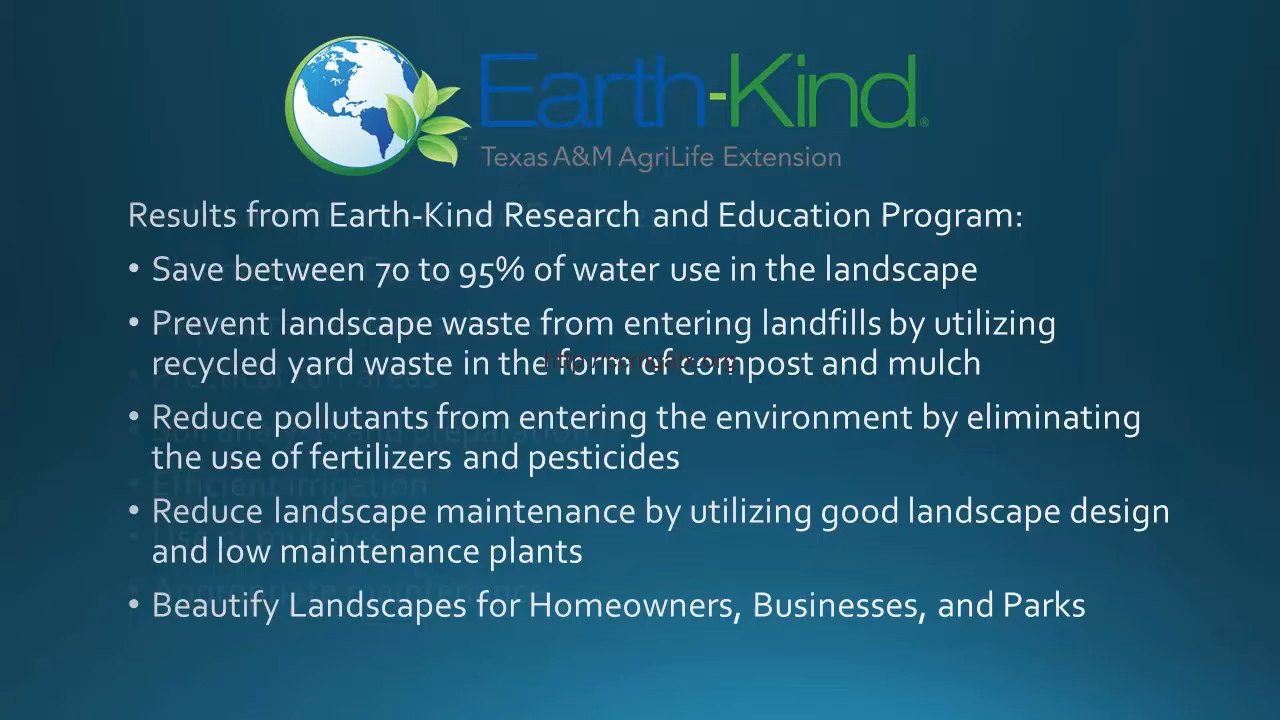 Earth-Kind®
Texas A&M AgriLife Extension
Results from Earth-Kind Research and Education Program:
• Save between 70 to 95% of water use in the landscape
• Prevent landscape waste from entering landfills by utilizing
recycled yard waste in the form of compost and mulch
• Reduce pollutants from entering the environment by eliminating
the use of fertilizers and pesticides
• Reduce landscape maintenance by utilizing good landscape design
and low maintenance plants
• Beautify Landscapes for Homeowners, Businesses, and Parks